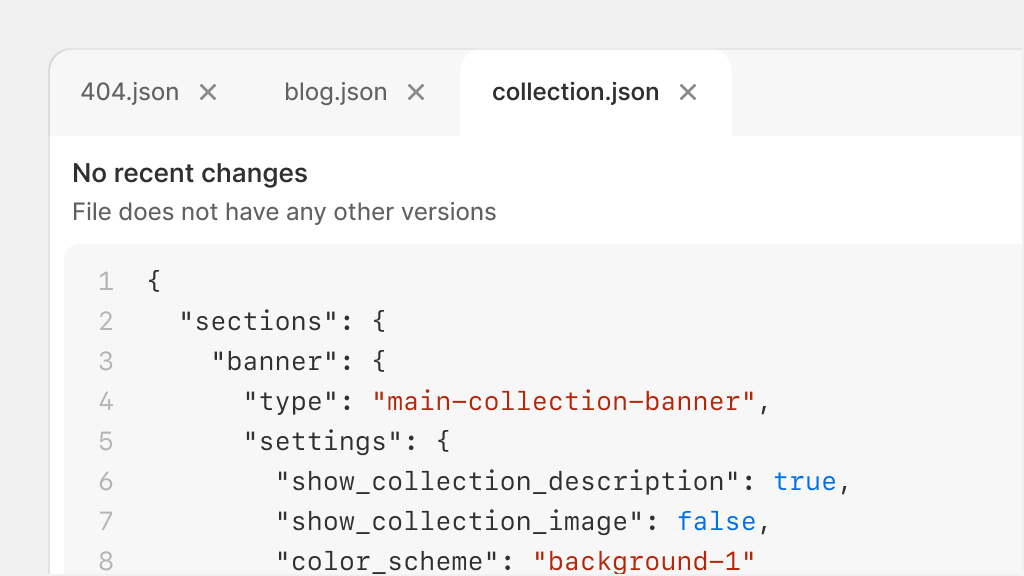 404.json
blog.json
collection.json
No recent changes
File does not have any other versions
1 {
2 "sections": {
3 "banner": {
4 "type": "main-collection-banner",
5 "settings": {
6 "show_collection_description": true,
7 "show_collection_image": false,
8 "color_scheme": "background-1"